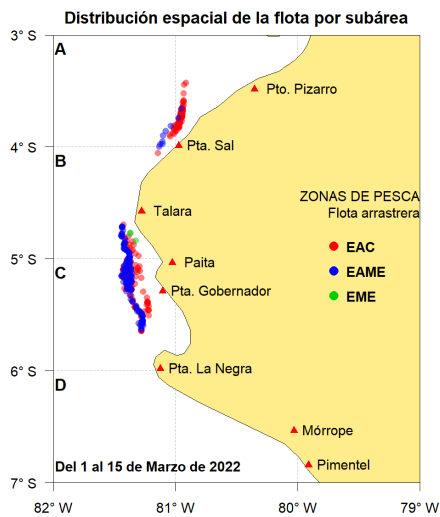 Distribución espacial de la flota por subárea
3° S
A
Pto. Pizarro
4° S
Pta. Sal
B
ZONAS DE PESCA
Flota arrastrera
Talara
EAC
5° S
Paita
C
EAME
Pta. Gobernador
EME
6° S
Pta. La Negra
D
Mórrope
Del 1 al 15 de Marzo de 2022
Pimentel
7° S
82° W
81° W
80° W
79° W